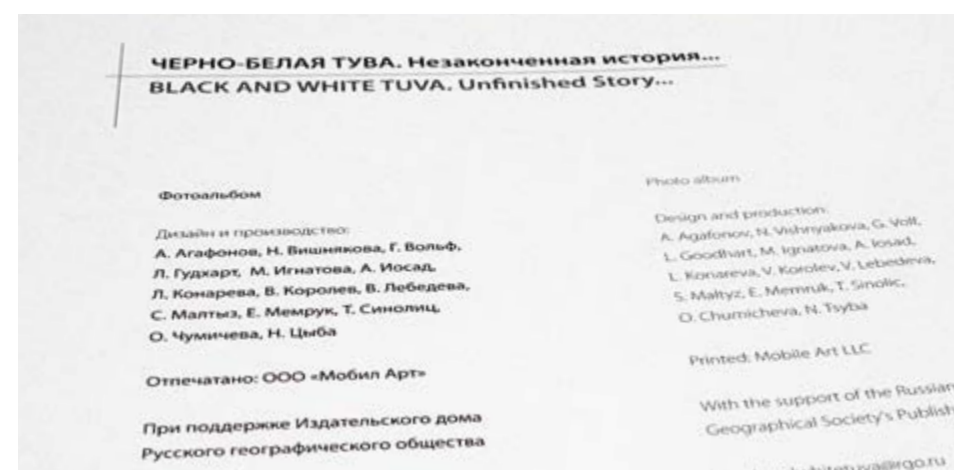 ЧЕРНО-БЕЛАЯ ТУВА. Незаконченная история...
BLACK AND WHITE TUVA. Unfinished Story...
Фотоальбом
Дизайн и производство:
А. Агафонов, Н. Вишнякова, Г. Вольф,
Л. Гудхарт, М. Игнатова, А. Иосад,
Л. Конарева, В. Королев, В. Лебедева,
С. Малтыз, Е. Мемрук, Т. Синолиц,
О. Чумичева, Н. Цыба
Отпечатано: ООО «Мобил Арт»
При поддержке Издательского дома
Русского географического общества
Photo album
Design and production:
A. Agafonov, N. Vishnyakova, G. Volf,
L. Goodhart, M. Ignatova, A. Iosad,
L. Konareva, V. Korolev, V. Lebedeva,
S. Maltyz, E. Memruk, T. Sinolic,
O. Chumicheva, N. Tsyba
Printed: Mobile Art LLC
With the support of the Russian
Geographical Society's Publish